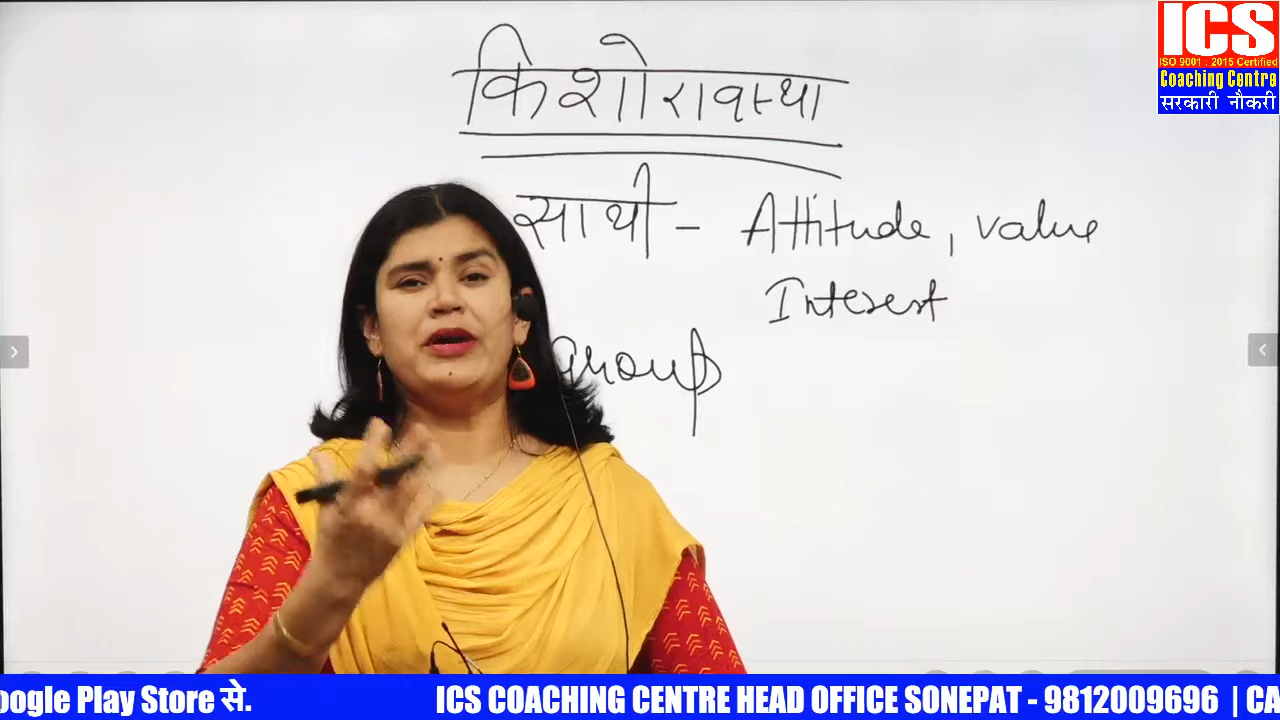 किशोरावस्था
साथी - Attitude, value
Interest
Group
ICS
ISO 9001 : 2015 Certified
Coaching Centre
सरकारी नौकरी
oogle Play Store से.
ICS COACHING CENTRE HEAD OFFICE SONEPAT - 9812009696 | CA